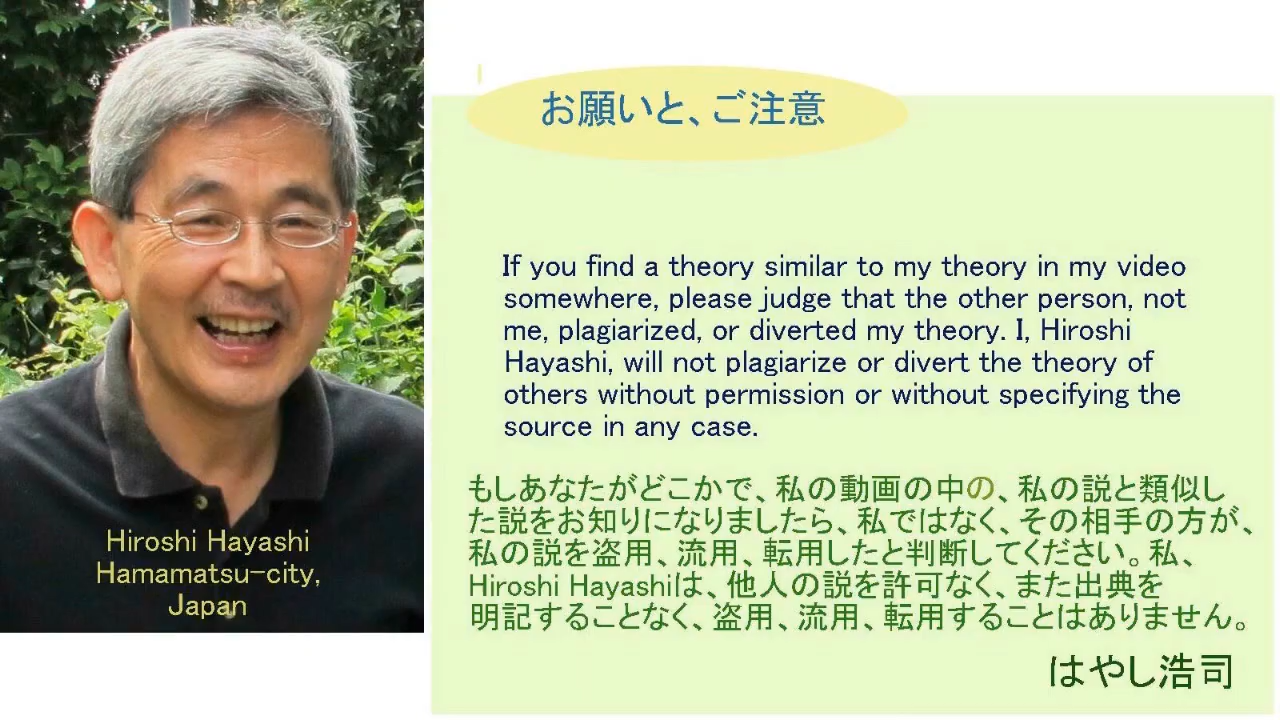 お願いと、ご注意
If you find a theory similar to my theory in my video
somewhere, please judge that the other person, not
me, plagiarized, or diverted my theory. I, Hiroshi
Hayashi, will not plagiarize or divert the theory of
others without permission or without specifying the
source in any case.
もしあなたがどこかで、私の動画の中の、私の説と類似し
た説をお知りになりましたら、私ではなく、その相手の方が、
私の説を盗用、流用、転用したと判断してください。私、
Hiroshi Hayashiは、他人の説を許可なく、また出典を
明記することなく、盗用、流用、転用することはありません。
はやし浩司
Hiroshi Hayashi
Hamamatsu-city,
Japan